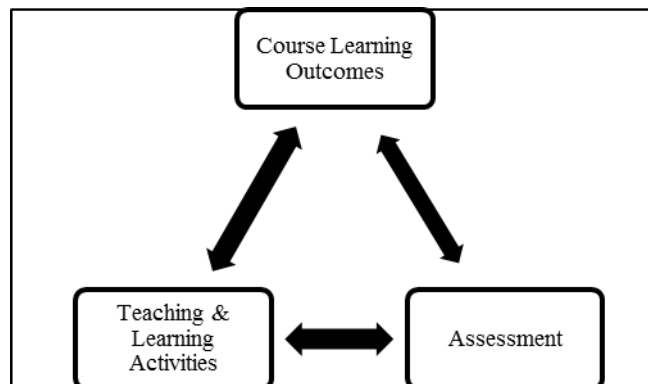 Course Learning
Outcomes
Teaching &
Learning
Activities
Assessment